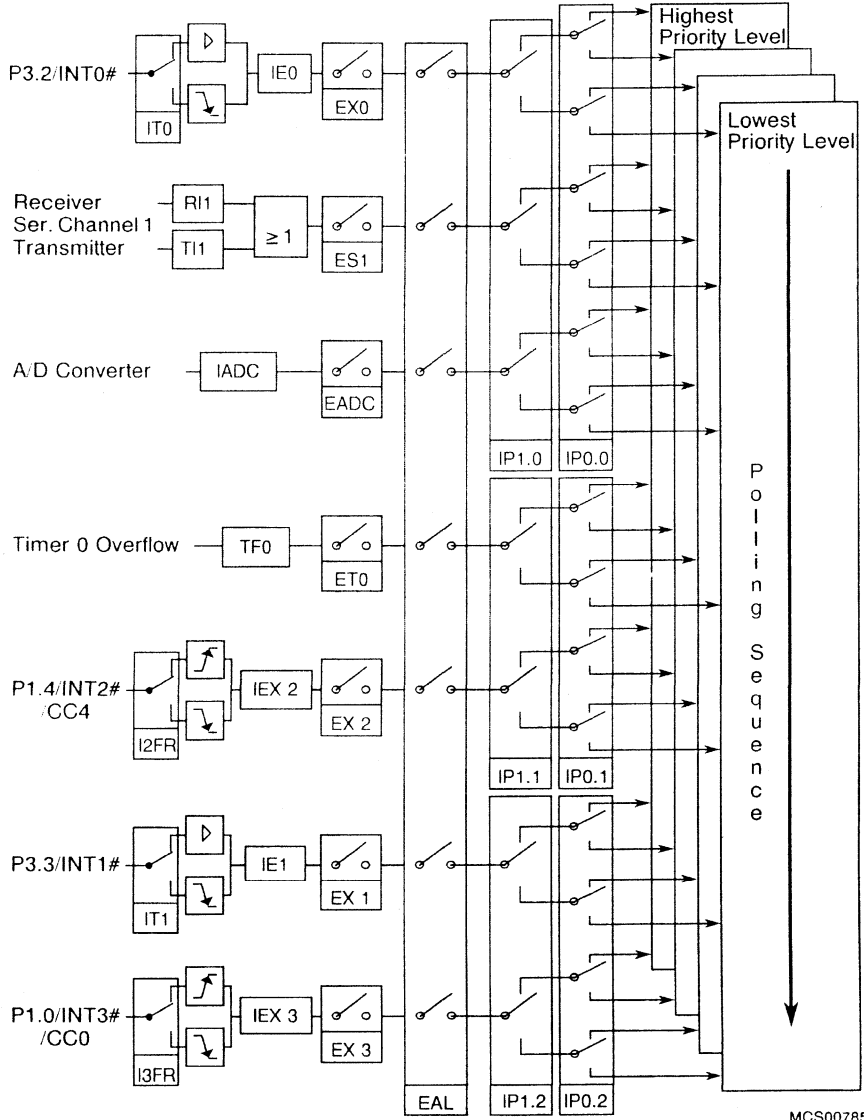 Highest
Priority Level
Lowest
Priority Level
P3.2/INT0#
IT0
IE0
EX0
Receiver
Ser. Channel 1
Transmitter
RI1
TI1
≥ 1
ES1
A/D Converter
IADC
EADC
IP1.0
IP0.0
Timer 0 Overflow
TF0
ET0
P1.4/INT2#
/CC4
I2FR
IEX 2
EX 2
IP1.1
IP0.1
P3.3/INT1#
IT1
IE1
EX 1
P1.0/INT3#
/CC0
I3FR
IEX 3
EX 3
EAL
IP1.2
IP0.2
Polling Sequence